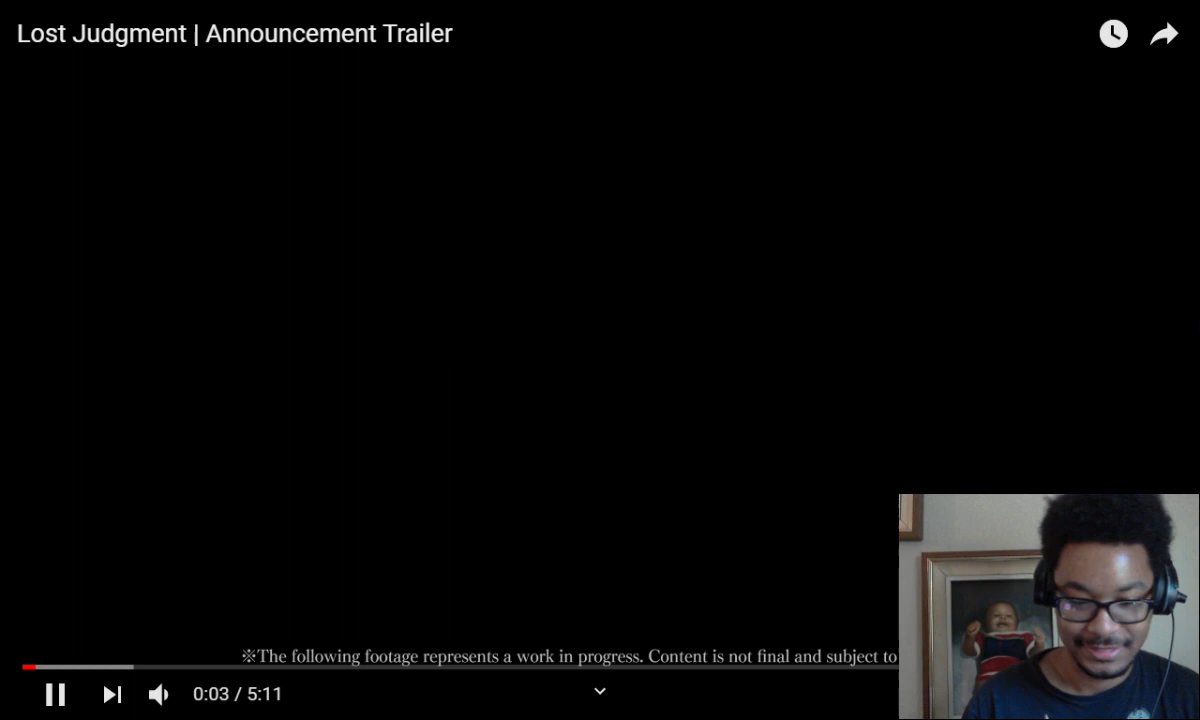 Lost Judgment | Announcement Trailer
※The following footage represents a work in progress. Content is not final and subject to
0:03 / 5:11